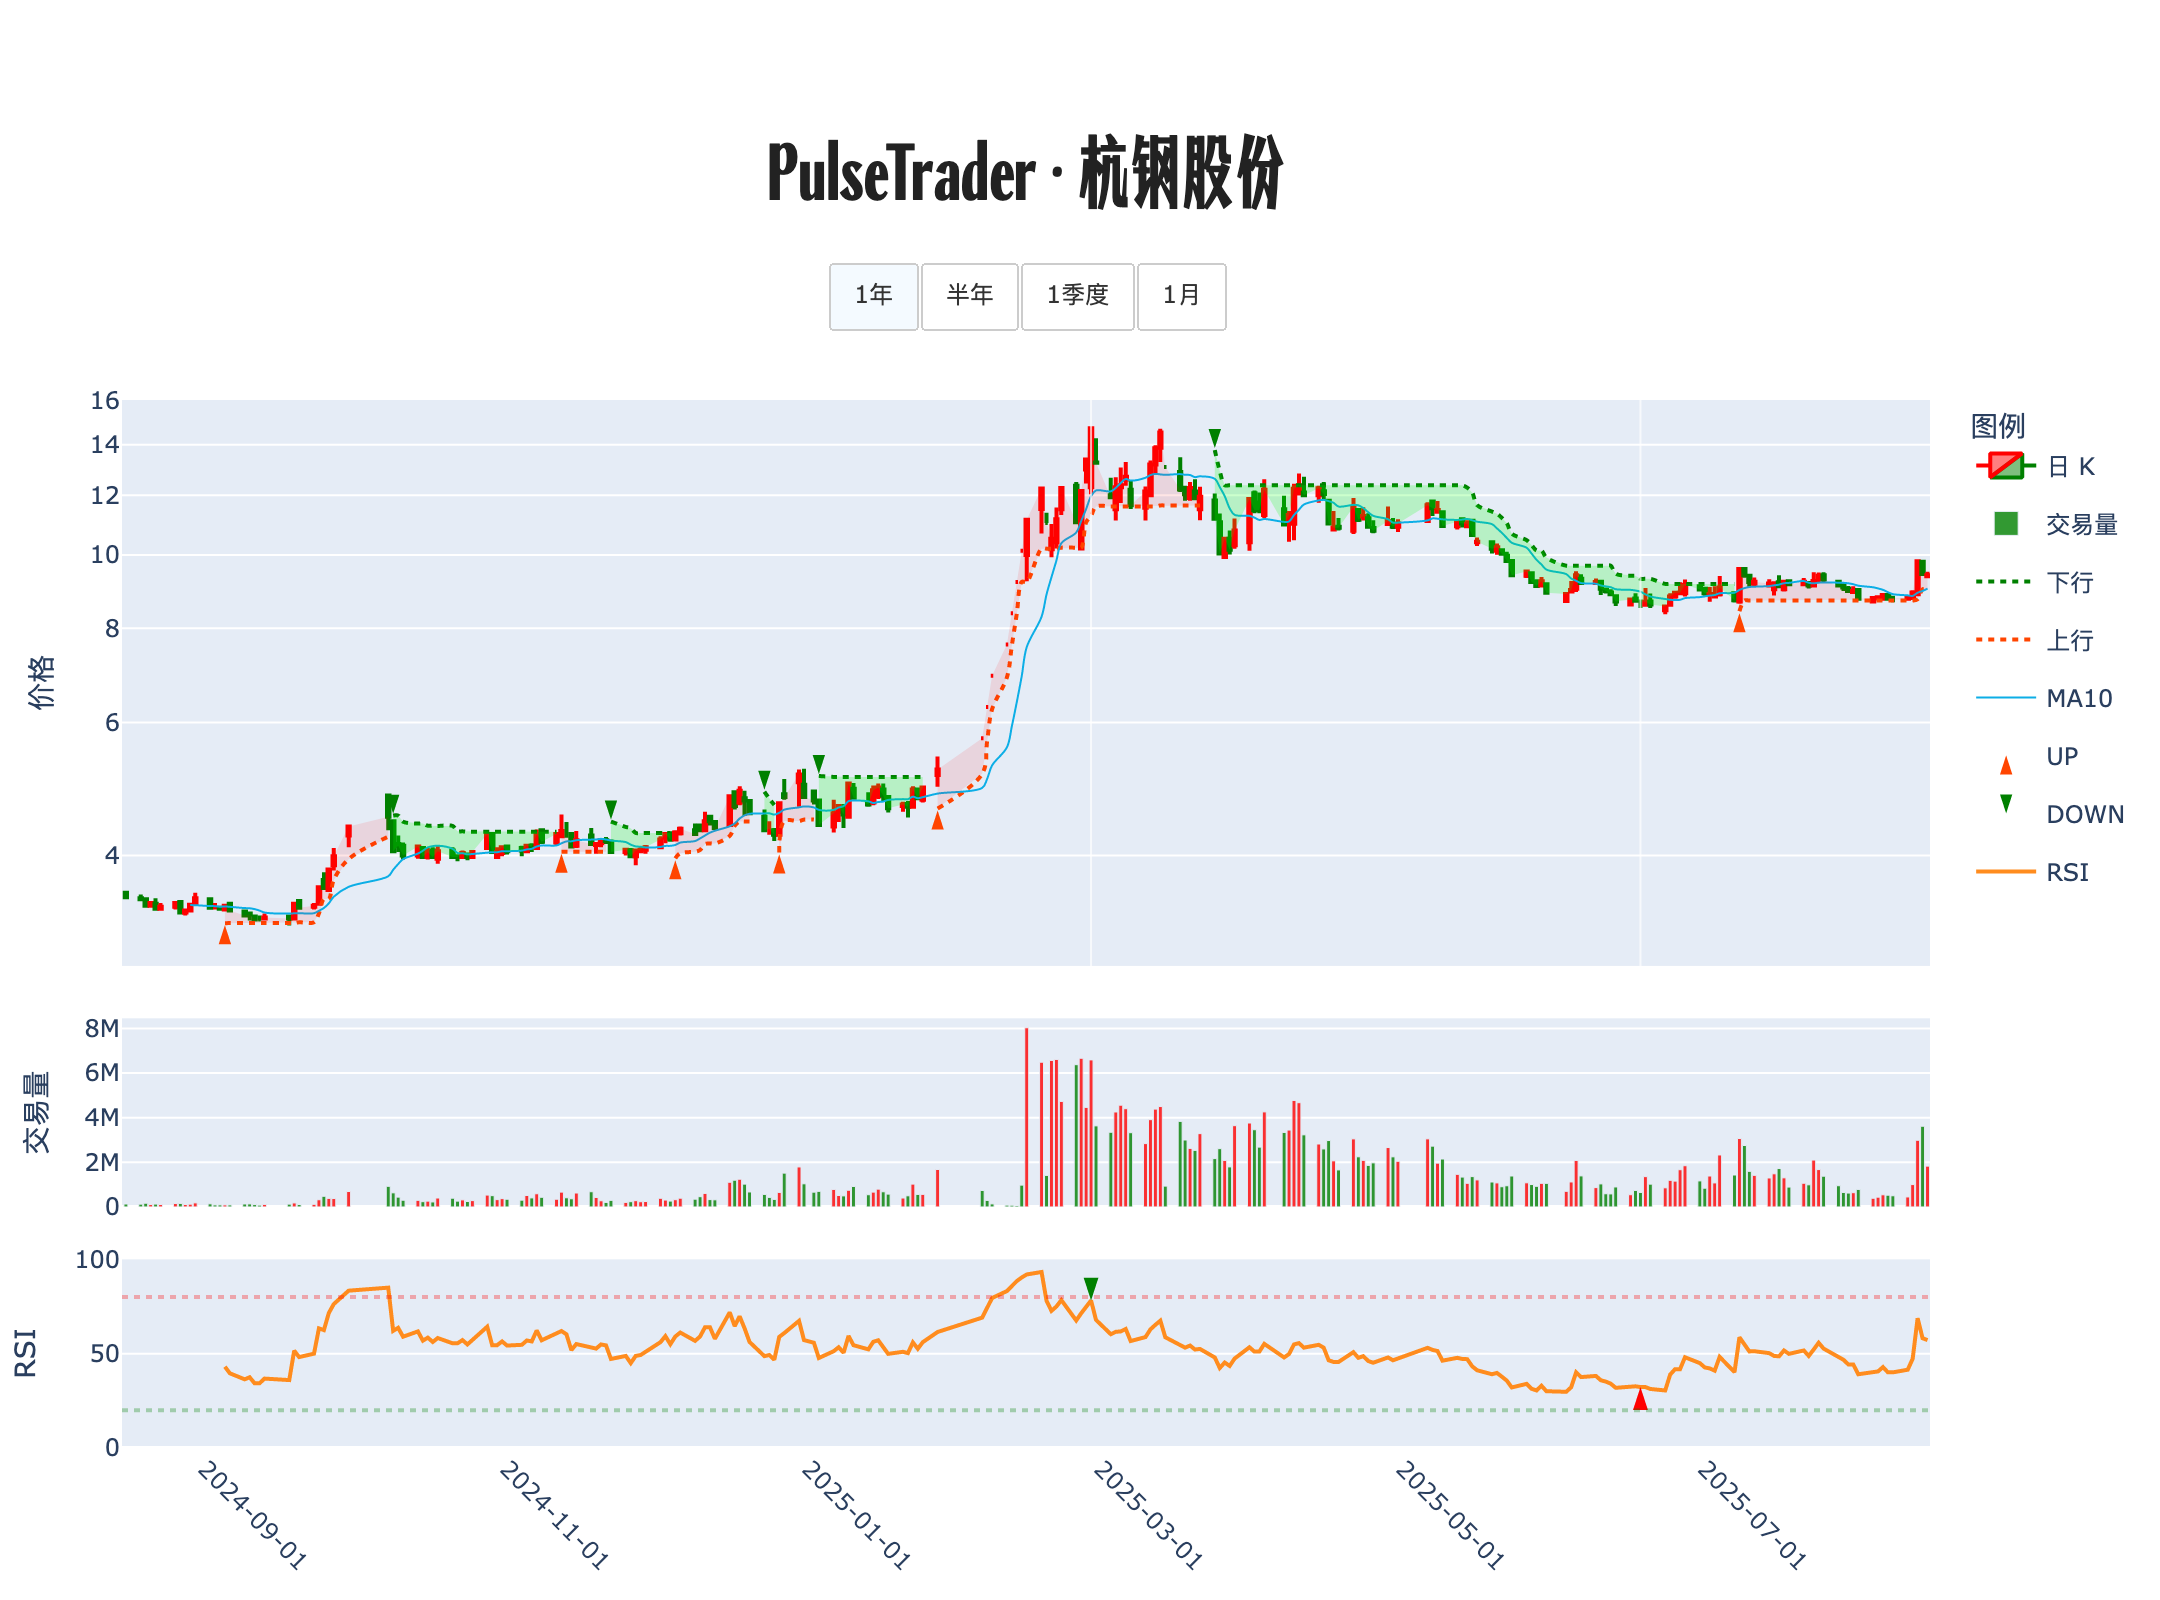 PulseTrader · 杭钢股份
1年
半年
1季度
1月
16
14
12
10
8
6
4
价格
图例
日 K
交易量
下行
上行
MA10
UP
DOWN
RSI
8M
6M
4M
2M
0
交易量
100
50
0
RSI
2024-09-01
2024-11-01
2025-01-01
2025-03-01
2025-05-01
2025-07-01